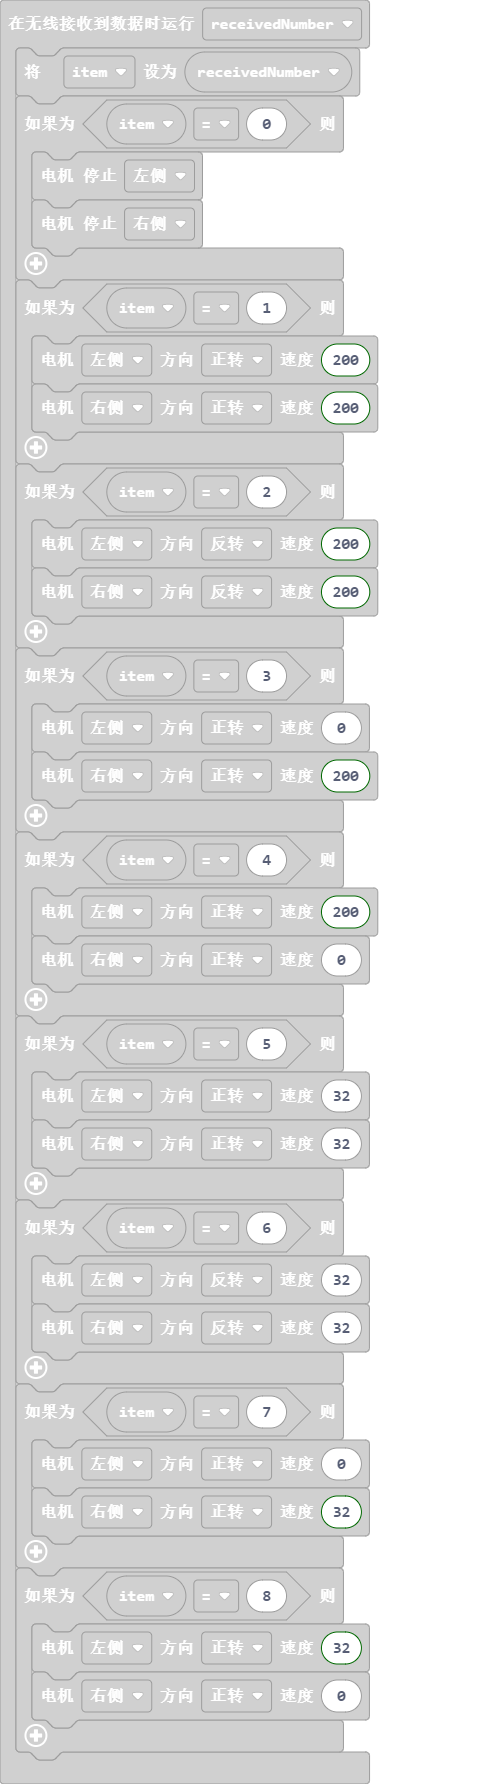 在无线接收到数据时运行 receivedNumber
将 item 设为 receivedNumber
如果为 item = 0 则
电机 停止 左侧
电机 停止 右侧
如果为 item = 1 则
电机 左侧 方向 正转 速度 200
电机 右侧 方向 正转 速度 200
如果为 item = 2 则
电机 左侧 方向 反转 速度 200
电机 右侧 方向 反转 速度 200
如果为 item = 3 则
电机 左侧 方向 正转 速度 0
电机 右侧 方向 正转 速度 200
如果为 item = 4 则
电机 左侧 方向 正转 速度 200
电机 右侧 方向 正转 速度 0
如果为 item = 5 则
电机 左侧 方向 正转 速度 32
电机 右侧 方向 正转 速度 32
如果为 item = 6 则
电机 左侧 方向 反转 速度 32
电机 右侧 方向 反转 速度 32
如果为 item = 7 则
电机 左侧 方向 正转 速度 0
电机 右侧 方向 正转 速度 32
如果为 item = 8 则
电机 左侧 方向 正转 速度 32
电机 右侧 方向 正转 速度 0